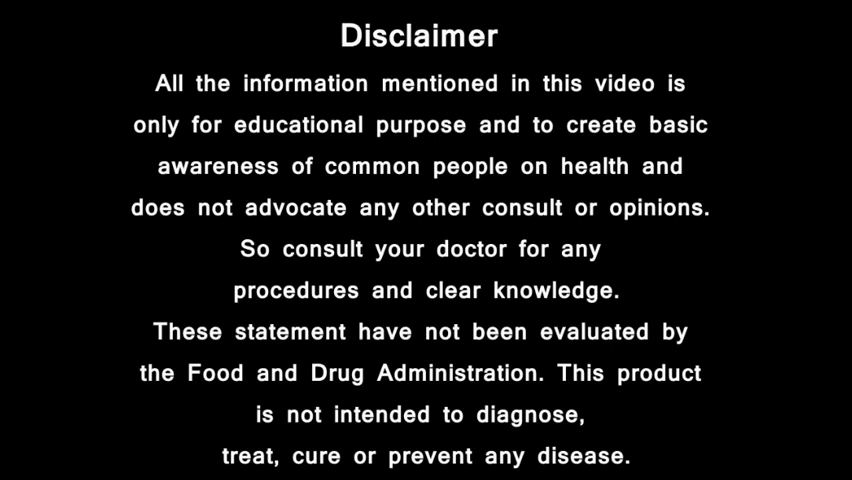 Disclaimer
All the information mentioned in this video is
only for educational purpose and to create basic
awareness of common people on health and
does not advocate any other consult or opinions.
So consult your doctor for any
procedures and clear knowledge.
These statement have not been evaluated by
the Food and Drug Administration. This product
is not intended to diagnose,
treat, cure or prevent any disease.